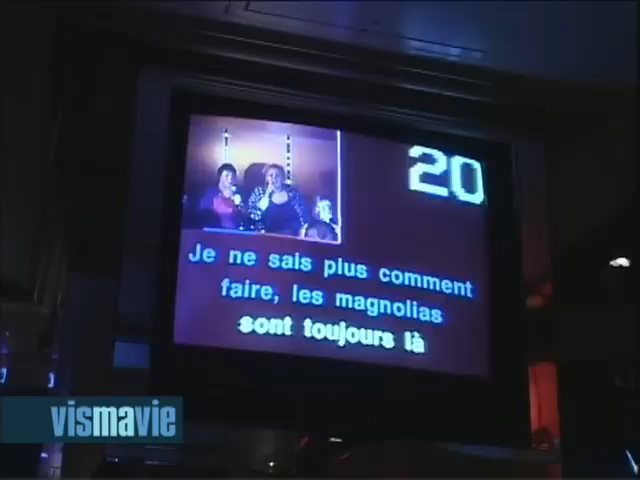 20
Je ne sais plus comment
faire, les magnolias
sont toujours là
vismavie